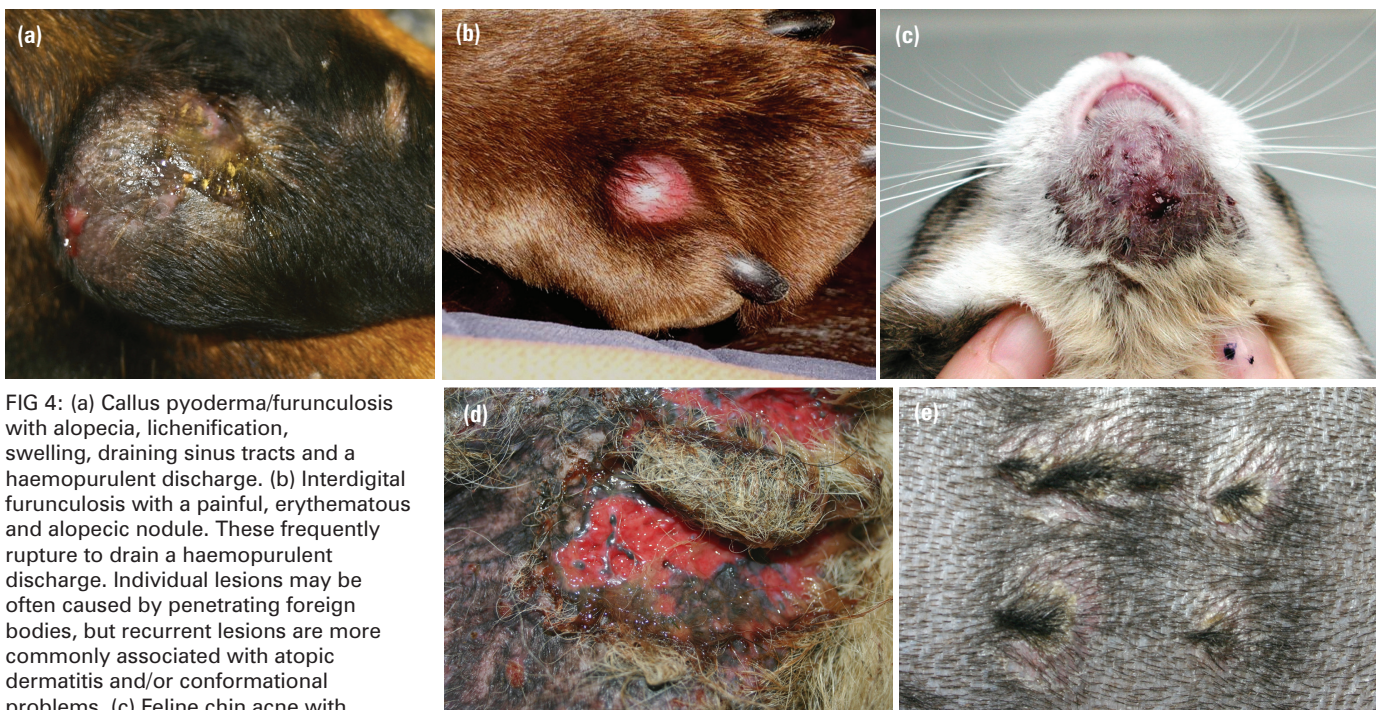 (a)
(b)
(c)
FIG 4: (a) Callus pyoderma/furunculosis
with alopecia, lichenification,
swelling, draining sinus tracts and a
haemopurulent discharge. (b) Interdigital
furunculosis with a painful, erythematous
and alopecic nodule. These frequently
rupture to drain a haemopurulent
discharge. Individual lesions may be
often caused by penetrating foreign
bodies, but recurrent lesions are more
commonly associated with atopic
dermatitis and/or conformational
problems. (c) Feline chin acne with
(d)
(e)